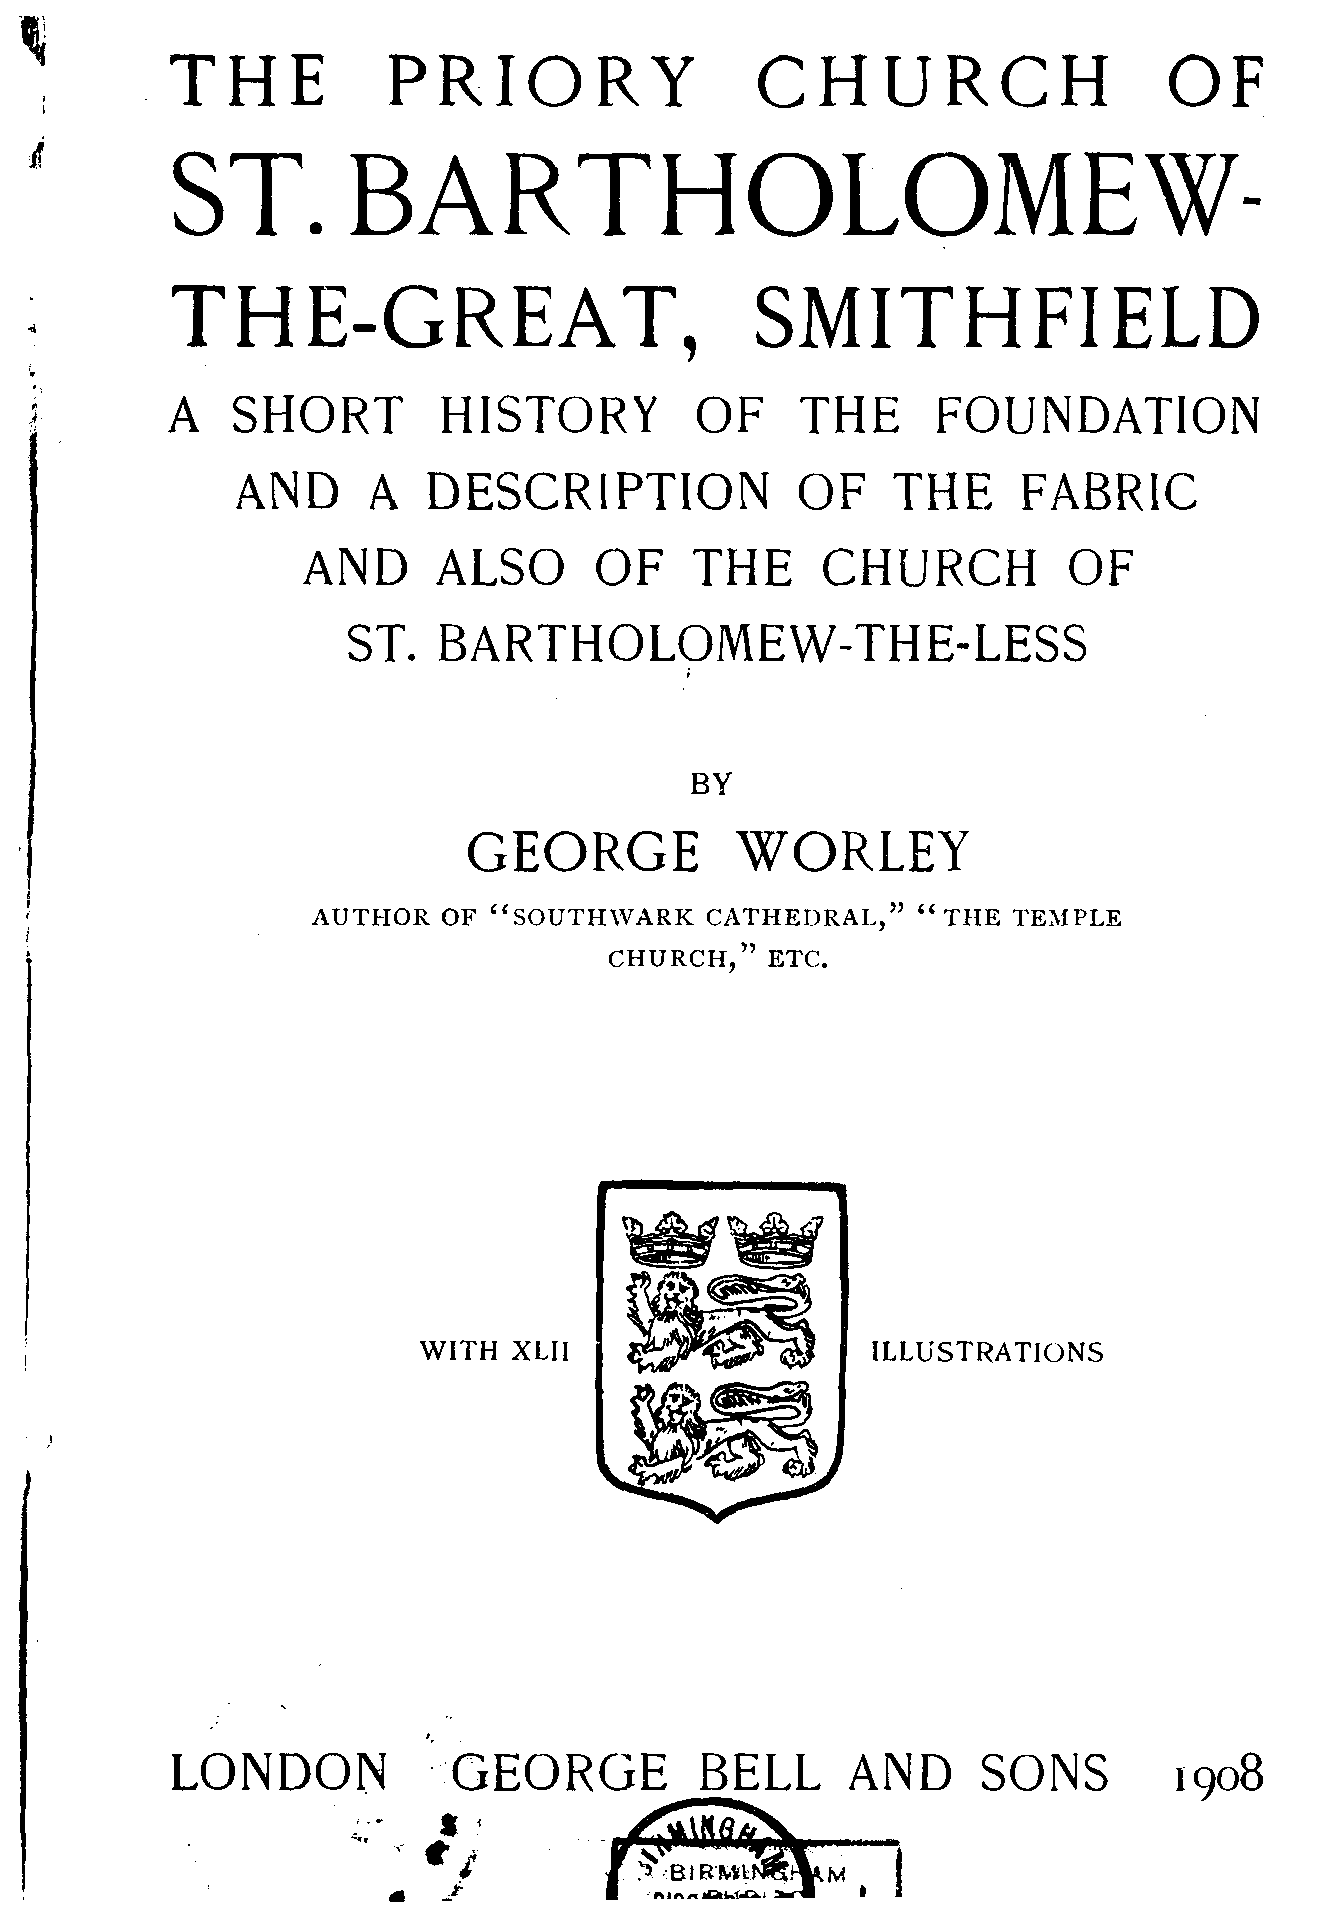 THE PRIORY CHURCH OF
ST. BARTHOLOMEW-
THE-GREAT, SMITHFIELD
A SHORT HISTORY OF THE FOUNDATION
AND A DESCRIPTION OF THE FABRIC
AND ALSO OF THE CHURCH OF
ST. BARTHOLOMEW-THE-LESS
BY
GEORGE WORLEY
AUTHOR OF "SOUTHWARK CATHEDRAL," "THE TEMPLE
CHURCH," ETC.
WITH XLII ILLUSTRATIONS
LONDON GEORGE BELL AND SONS 1908
BIRMINGHAM
BIRMINGHAM